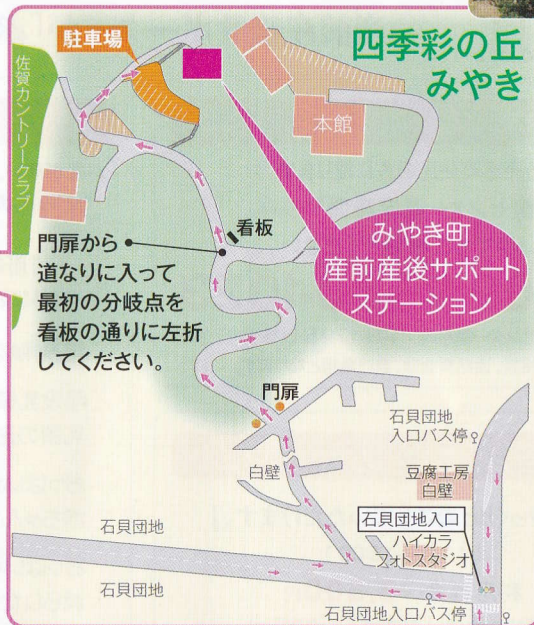 駐車場
四季彩の丘
みやき
佐賀カントリークラブ
本館
看板
みやき町
産前産後サポート
ステーション
門扉から
道なりに入って
最初の分岐点を
看板の通りに左折
してください。
門扉
石貝団地
入口バス停
白壁
豆腐工房
白壁
石貝団地入口
ハイカラ
フォトスタジオ
石貝団地
石貝団地
石貝団地入口バス停